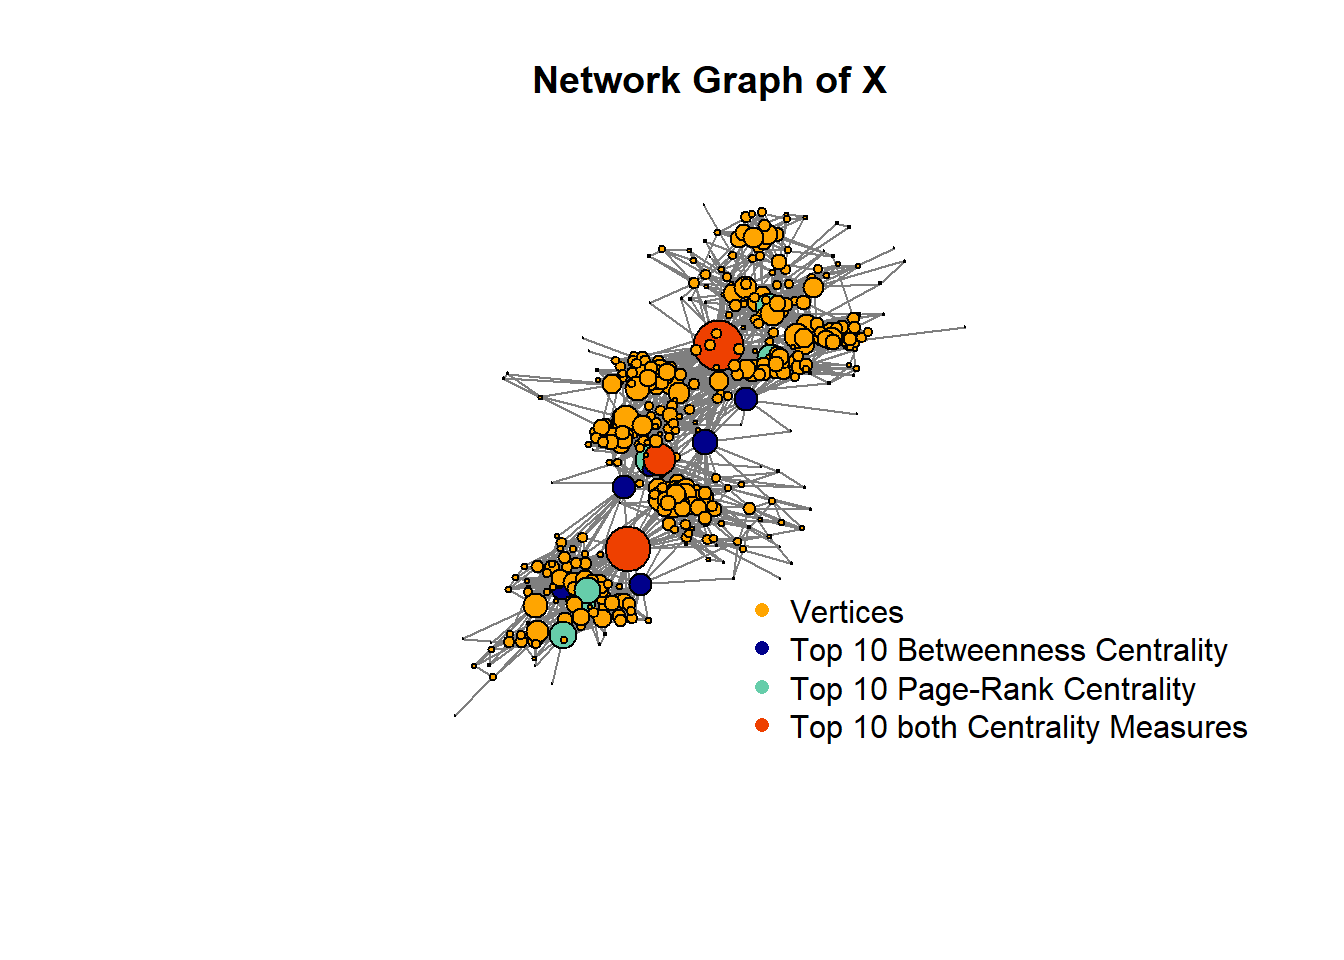 Network Graph of X
Vertices
Top 10 Betweenness Centrality
Top 10 Page-Rank Centrality
Top 10 both Centrality Measures